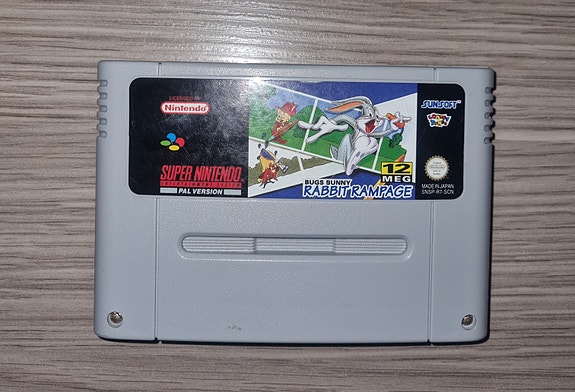 LICENSED BY
Nintendo
SUPER NINTENDO
ENTERTAINMENT SYSTEM
PAL VERSION
BUGS BUNNY
RABBIT RAMPAGE
12
MEG
SUNSOFT
MADE IN JAPAN
SNSP-R7-SCN